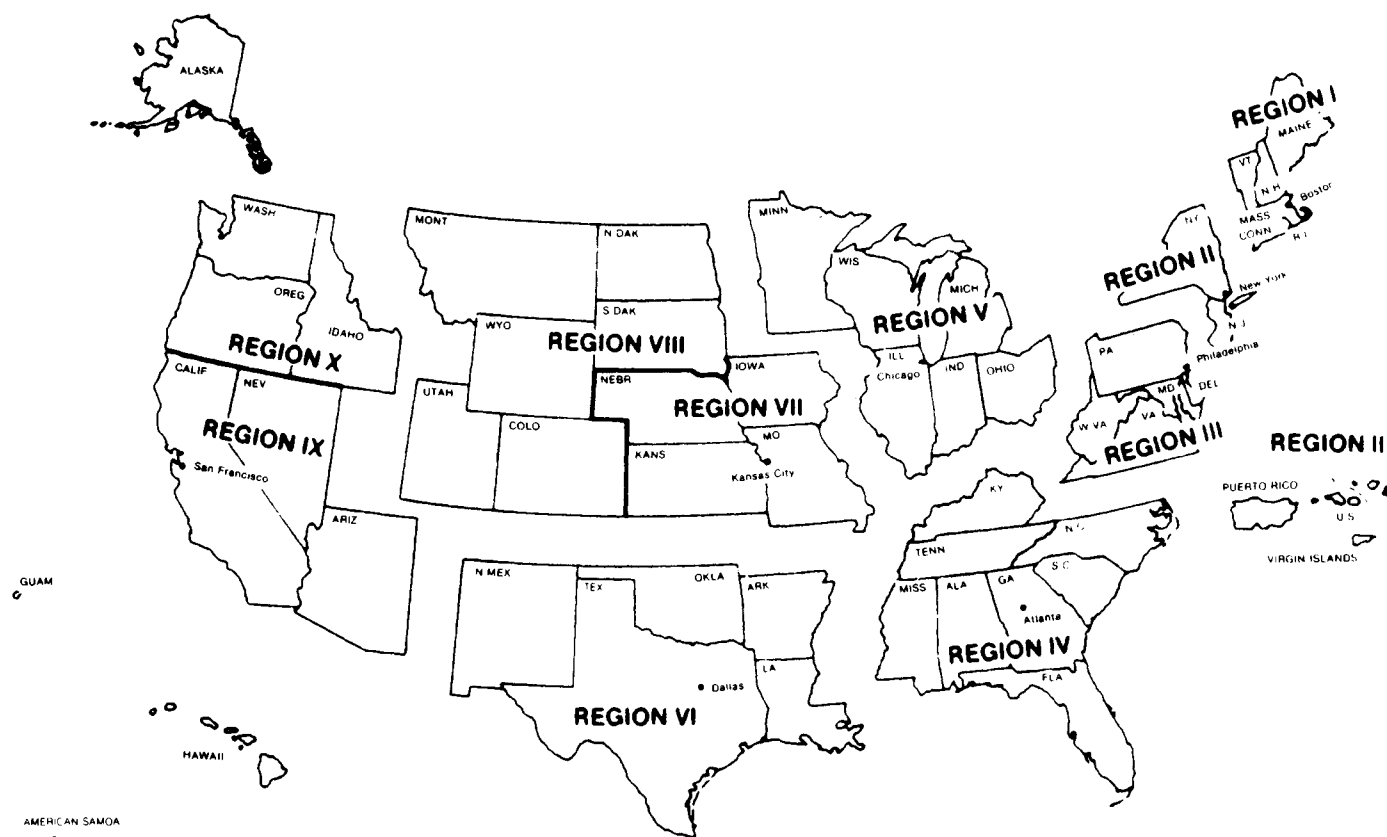 ALASKA
REGION I
MAINE
VT
N.H.
Boston
MASS
CONN
R.I.
N.Y.
REGION II
New York
N.J.
WASH
MONT
N DAK
MINN
WIS
MICH
REGION V
OREG
IDAHO
REGION X
WYO
S DAK
REGION VIII
PA
Philadelphia
DEL
MD
VA
W.VA
REGION III
CALIF
NEV
REGION IX
San Francisco
UTAH
COLO
NEBR
IOWA
REGION VII
ILL
Chicago
IND
OHIO
KANS
MO
Kansas City
KY
REGION II
PUERTO RICO
U.S.
VIRGIN ISLANDS
ARIZ
N MEX
TEX
OKLA
ARK
LA
Dallas
REGION VI
TENN
N.C.
S.C.
MISS
ALA
GA
Atlanta
REGION IV
FLA
GUAM
HAWAII
AMERICAN SAMOA